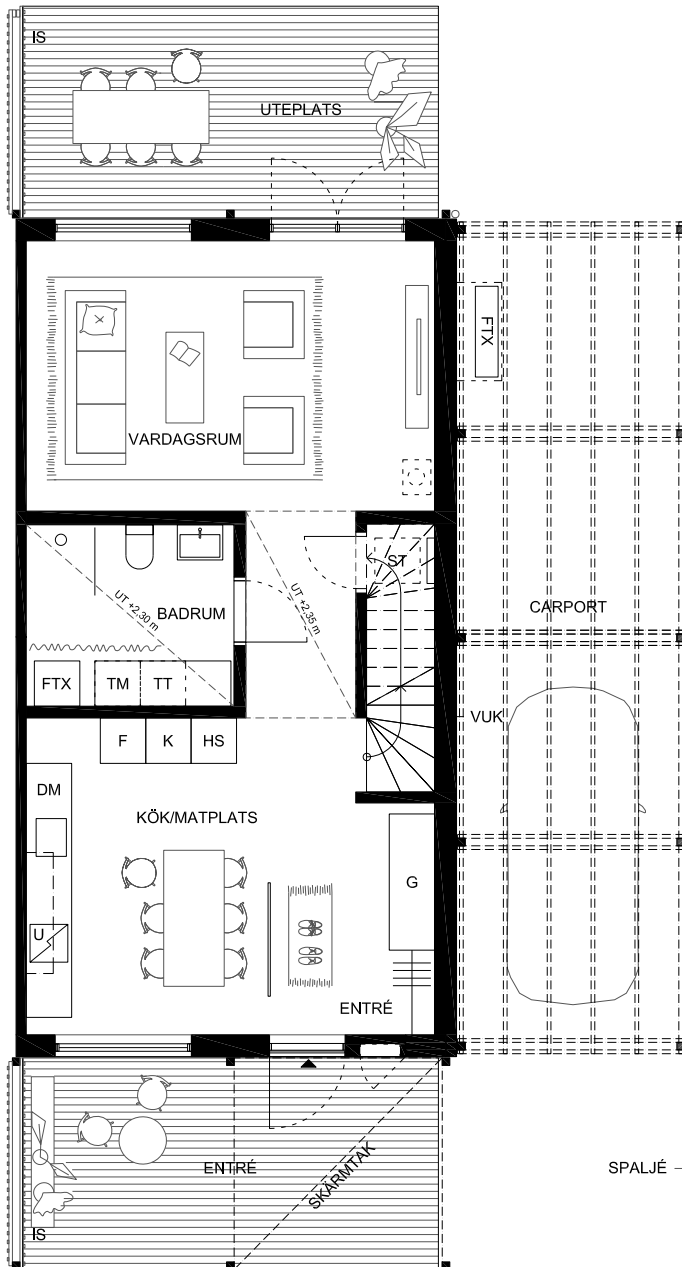 IS
UTEPLATS
FTX
VARDAGSRUM
ST
UT +2,30 m
BADRUM
UT +2,35 m
CARPORT
FTX
TM
TT
VUK
F
K
HS
DM
KÖK/MATPLATS
G
U
ENTRÉ
ENTRÉ
SKÄRMTAK
SPALJÉ
IS